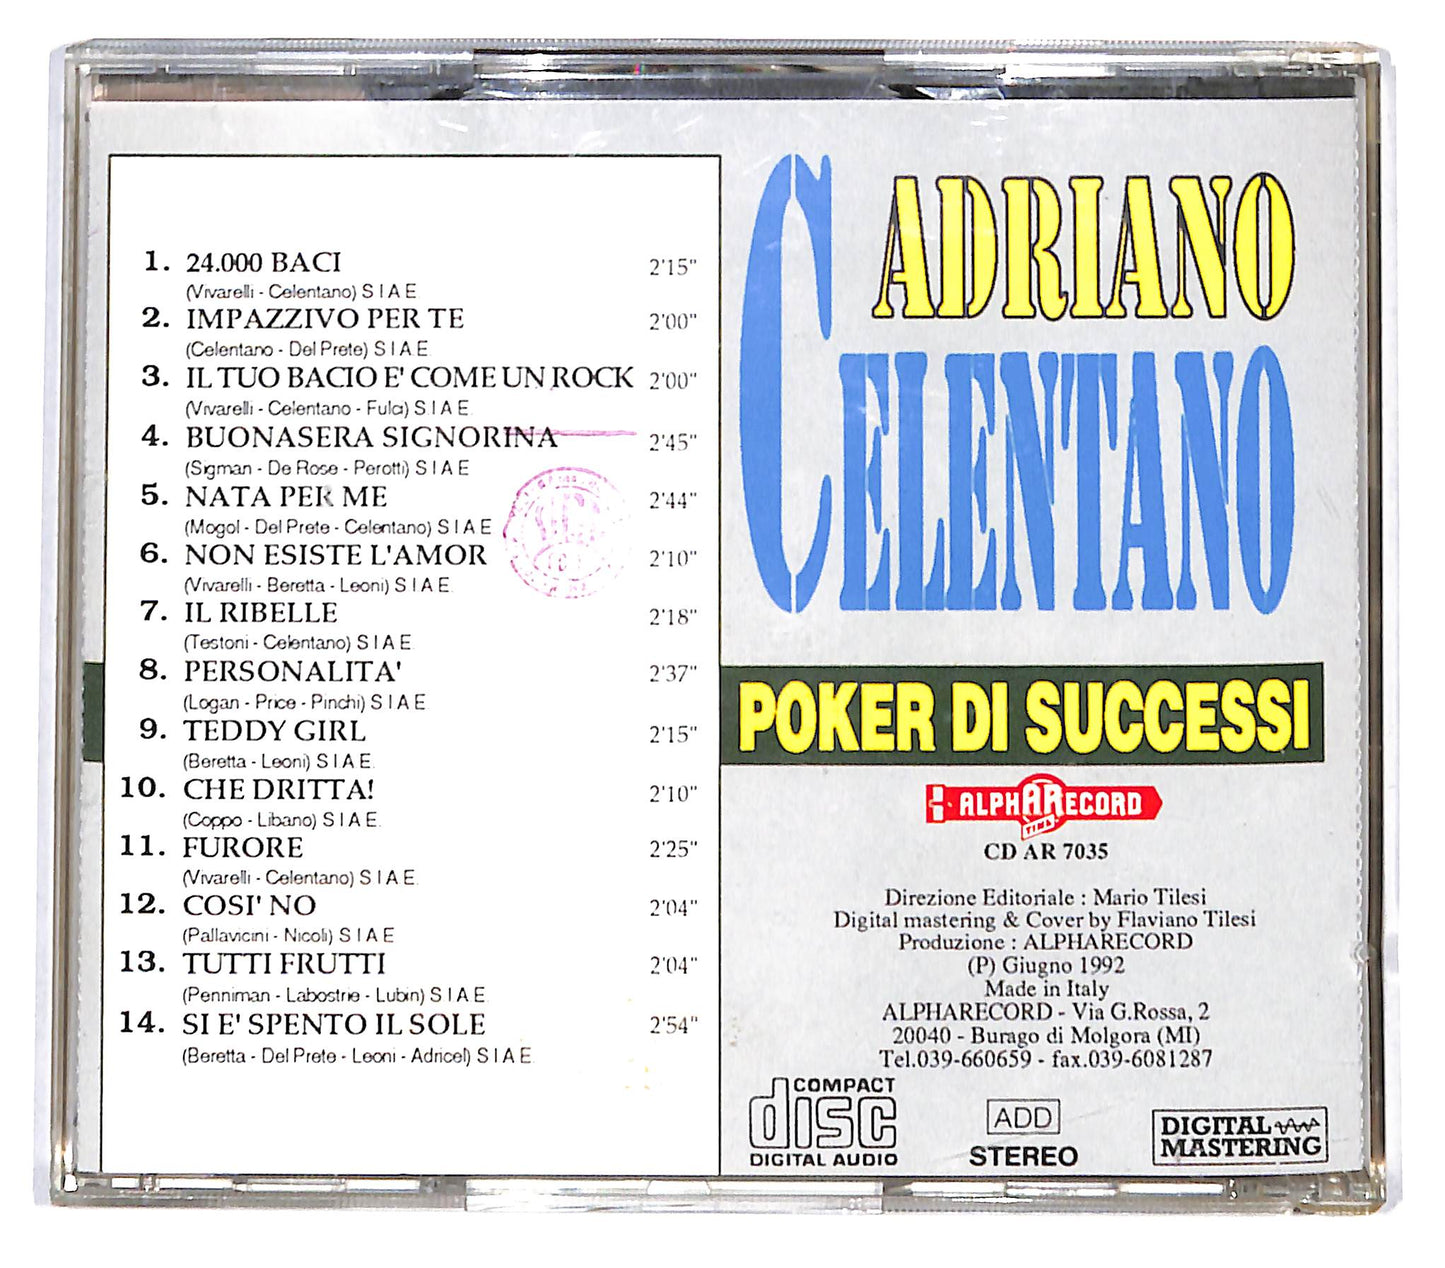 1. 24.000 BACI 2'15"
(Vivarelli - Celentano) S I A E
2. IMPAZZIVO PER TE 2'00"
(Celentano - Del Prete) S I A E
3. IL TUO BACIO E' COME UN ROCK 2'00"
(Vivarelli - Celentano - Fulci) S I A E
4. BUONASERA SIGNORINA 2'45"
(Sigman - De Rose - Perotti) S I A E
5. NATA PER ME 2'44"
(Mogol - Del Prete - Celentano) S I A E
6. NON ESISTE L'AMOR 2'10"
(Vivarelli - Beretta - Leoni) S I A E
7. IL RIBELLE 2'18"
(Testoni - Celentano) S I A E
8. PERSONALITA' 2'37"
(Logan - Price - Pinchi) S I A E
9. TEDDY GIRL 2'15"
(Beretta - Leoni) S I A E
10. CHE DRITTA! 2'10"
(Coppo - Libano) S I A E
11. FURORE 2'25"
(Vivarelli - Celentano) S I A E
12. COSI' NO 2'04"
(Pallavicini - Nicoli) S I A E
13. TUTTI FRUTTI 2'04"
(Penniman - Labostrie - Lubin) S I A E
14. SI E' SPENTO IL SOLE 2'54"
(Beretta - Del Prete - Leoni - Adricel) S I A E
ADRIANO
CELENTANO
POKER DI SUCCESSI
ALPHARECORD
TIME
CD AR 7035
Direzione Editoriale : Mario Tilesi
Digital mastering & Cover by Flaviano Tilesi
Produzione : ALPHARECORD
(P) Giugno 1992
Made in Italy
ALPHARECORD - Via G.Rossa, 2
20040 - Burago di Molgora (MI)
Tel.039-660659 - fax.039-6081287
COMPACT
disc
DIGITAL AUDIO
ADD
STEREO
DIGITAL
MASTERING